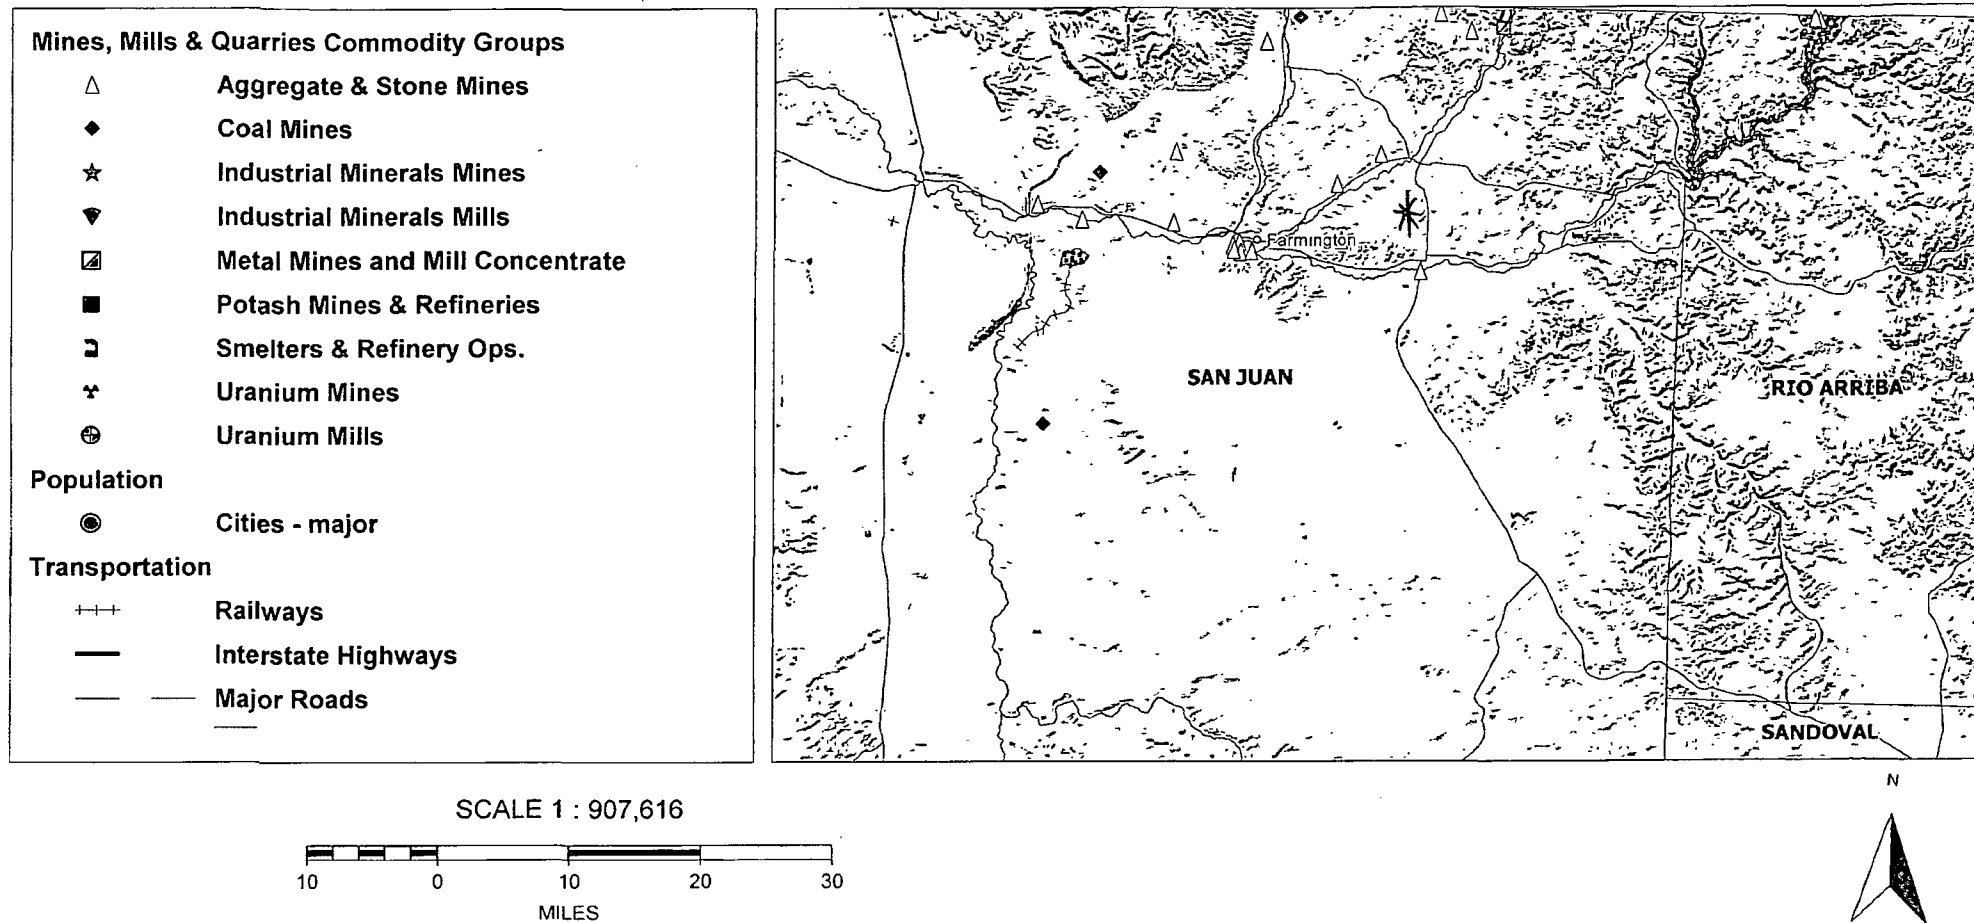 Mines, Mills & Quarries Commodity Groups
Aggregate & Stone Mines
Coal Mines
Industrial Minerals Mines
Industrial Minerals Mills
Metal Mines and Mill Concentrate
Potash Mines & Refineries
Smelters & Refinery Ops.
Uranium Mines
Uranium Mills
Population
Cities - major
Transportation
Railways
Interstate Highways
Major Roads
Farmington
SAN JUAN
RIO ARRIBA
SANDOVAL
SCALE 1 : 907,616
10 0 10 20 30
MILES
N